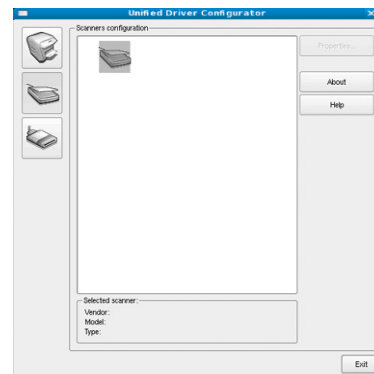 Unified Driver Configurator
Scanners configuration
Properties...
About
Help
Selected scanner:
Vendor:
Model:
Type:
Exit